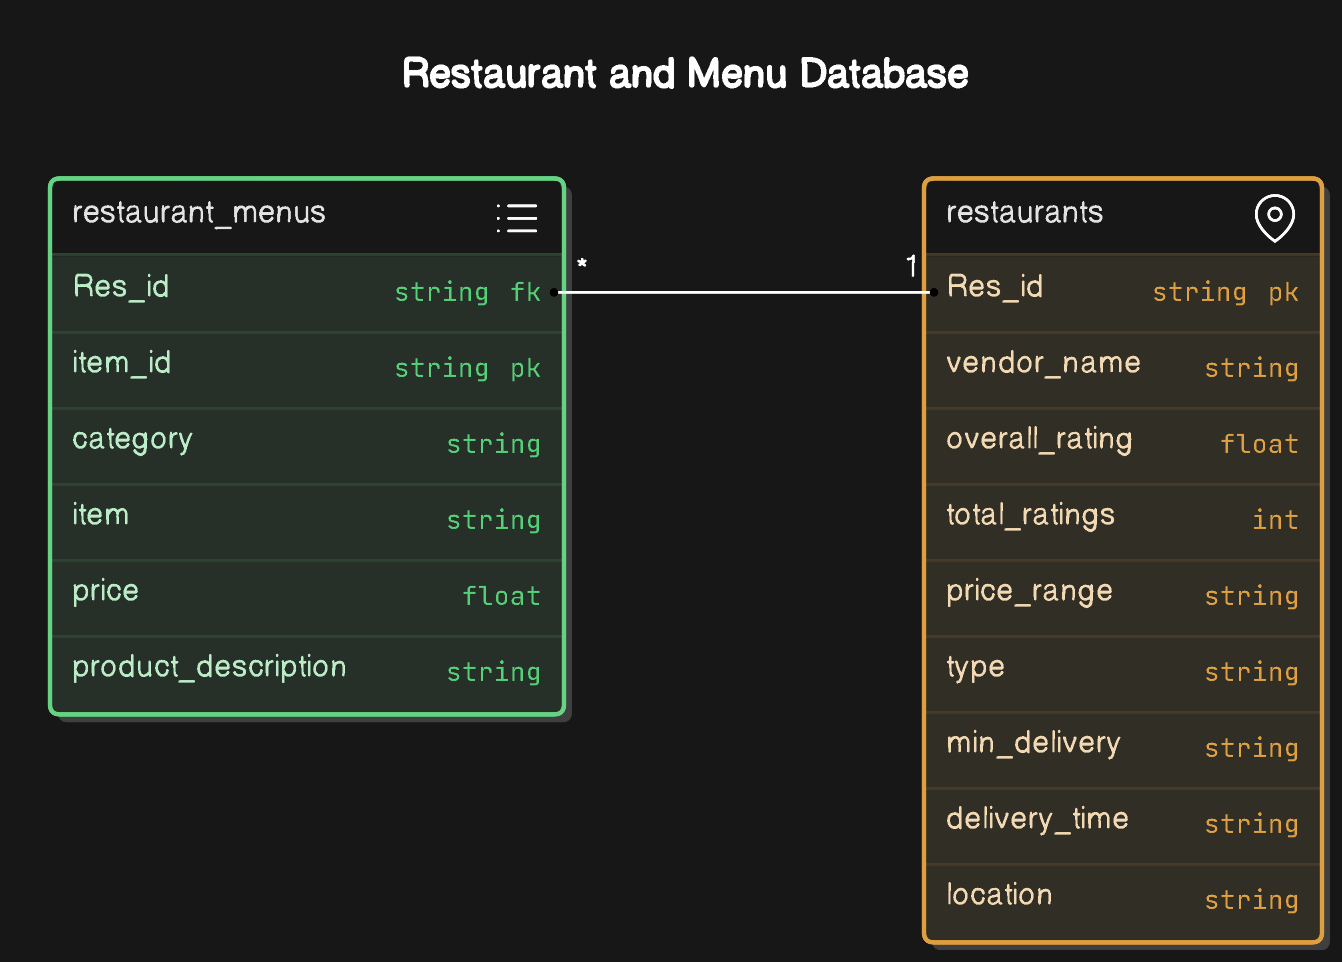 Restaurant and Menu Database
restaurant_menus
Res_id string fk
item_id string pk
category string
item string
price float
product_description string
* 1
restaurants
Res_id string pk
vendor_name string
overall_rating float
total_ratings int
price_range string
type string
min_delivery string
delivery_time string
location string